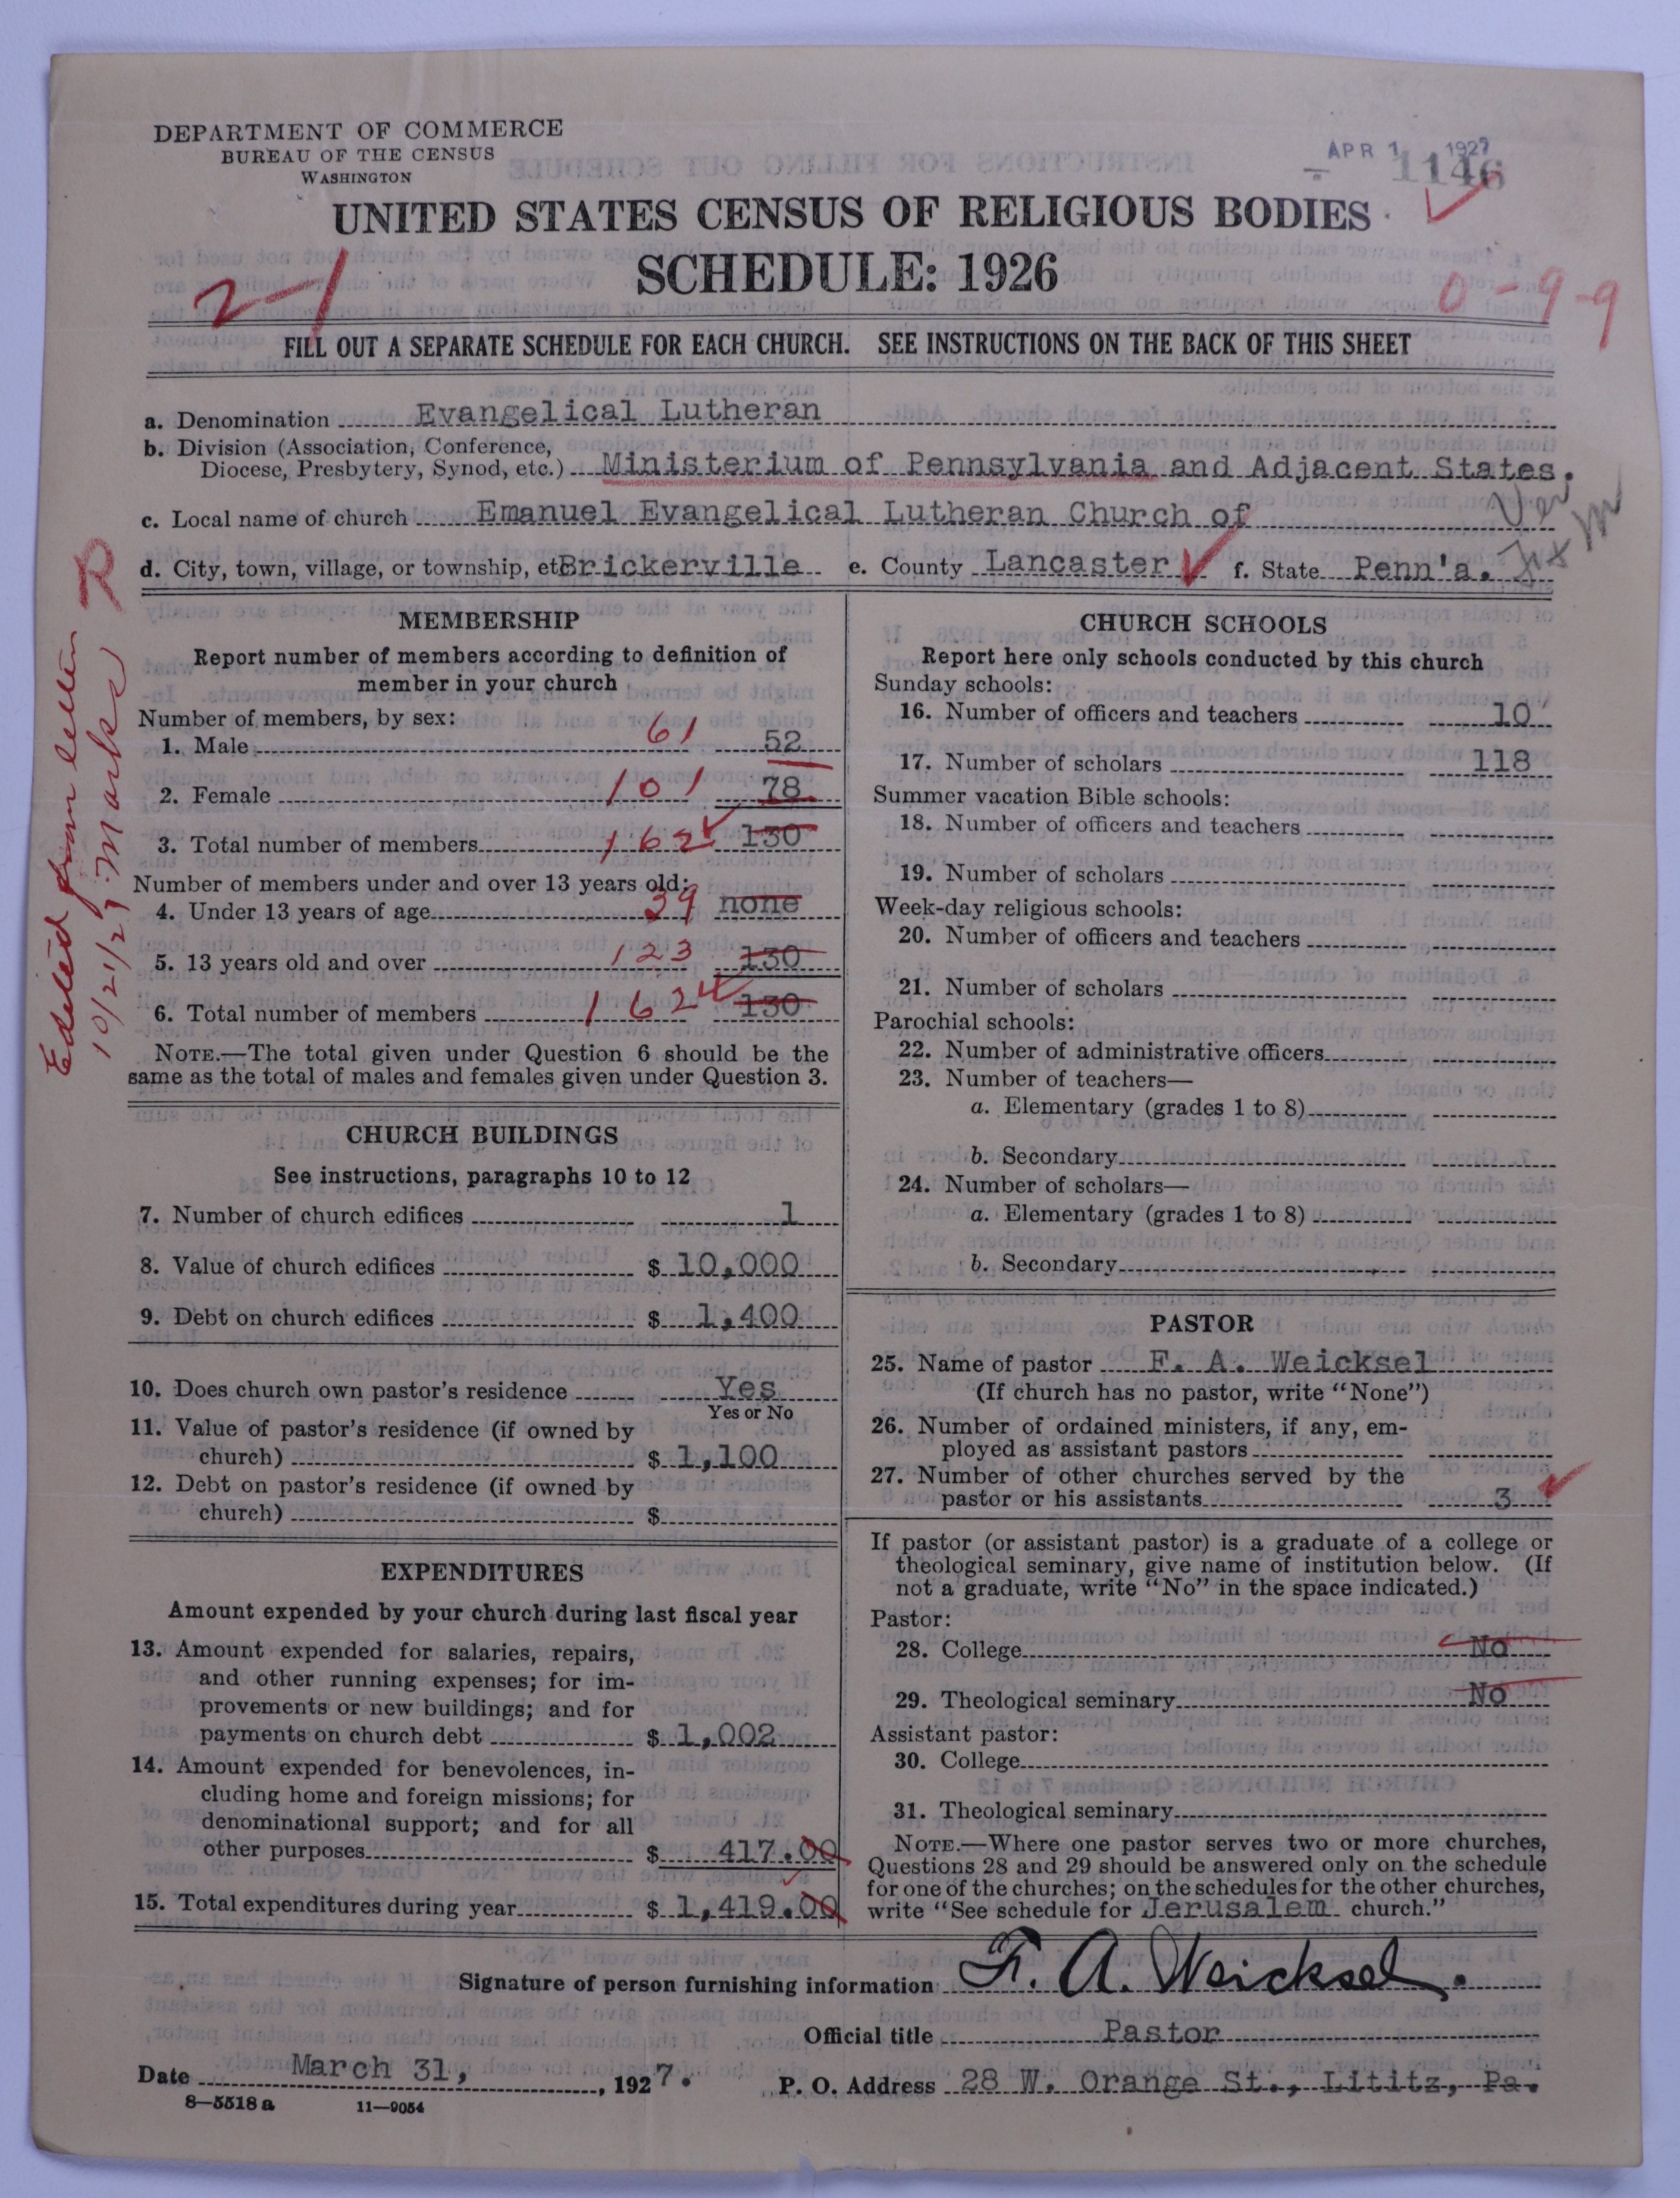 DEPARTMENT OF COMMERCE
BUREAU OF THE CENSUS
WASHINGTON
APR 1 1927
1146
UNITED STATES CENSUS OF RELIGIOUS BODIES
SCHEDULE: 1926
2-1
0-9-9
FILL OUT A SEPARATE SCHEDULE FOR EACH CHURCH. SEE INSTRUCTIONS ON THE BACK OF THIS SHEET
a. Denomination Evangelical Lutheran
b. Division (Association, Conference,
Diocese, Presbytery, Synod, etc.) Ministerium of Pennsylvania and Adjacent States.
c. Local name of church Emanuel Evangelical Lutheran Church of
Ver
d. City, town, village, or township, et Brickerville e. County Lancaster f. State Penn'a.
Edited from letter
10/21/27 Marks
R
MEMBERSHIP
Report number of members according to definition of
member in your church
Number of members, by sex:
1. Male 61 52
2. Female 101 78
3. Total number of members 162 130
Number of members under and over 13 years old:
4. Under 13 years of age 39 none
5. 13 years old and over 123 130
6. Total number of members 162 130
NOTE.—The total given under Question 6 should be the
same as the total of males and females given under Question 3.
CHURCH BUILDINGS
See instructions, paragraphs 10 to 12
7. Number of church edifices 1
8. Value of church edifices $ 10,000
9. Debt on church edifices $ 1,400
10. Does church own pastor's residence Yes
Yes or No
11. Value of pastor's residence (if owned by
church) $ 1,100
12. Debt on pastor's residence (if owned by
church) $
EXPENDITURES
Amount expended by your church during last fiscal year
13. Amount expended for salaries, repairs,
and other running expenses; for im-
provements or new buildings; and for
payments on church debt $ 1,002
14. Amount expended for benevolences, in-
cluding home and foreign missions; for
denominational support; and for all
other purposes $ 417.00
15. Total expenditures during year $ 1,419.00
CHURCH SCHOOLS
Report here only schools conducted by this church
Sunday schools:
16. Number of officers and teachers 10
17. Number of scholars 118
Summer vacation Bible schools:
18. Number of officers and teachers
19. Number of scholars
Week-day religious schools:
20. Number of officers and teachers
21. Number of scholars
Parochial schools:
22. Number of administrative officers
23. Number of teachers—
a. Elementary (grades 1 to 8)
b. Secondary
24. Number of scholars—
a. Elementary (grades 1 to 8)
b. Secondary
PASTOR
25. Name of pastor F. A. Weicksel
(If church has no pastor, write "None")
26. Number of ordained ministers, if any, em-
ployed as assistant pastors
27. Number of other churches served by the
pastor or his assistants 3
If pastor (or assistant pastor) is a graduate of a college or
theological seminary, give name of institution below. (If
not a graduate, write "No" in the space indicated.)
Pastor:
28. College No
29. Theological seminary No
Assistant pastor:
30. College
31. Theological seminary
NOTE.—Where one pastor serves two or more churches,
Questions 28 and 29 should be answered only on the schedule
for one of the churches; on the schedules for the other churches,
write "See schedule for Jerusalem church."
Signature of person furnishing information F. A. Weicksel.
Official title Pastor
Date March 31, , 1927. P. O. Address 28 W. Orange St., Lititz, Pa.
8—5518 a 11—9054